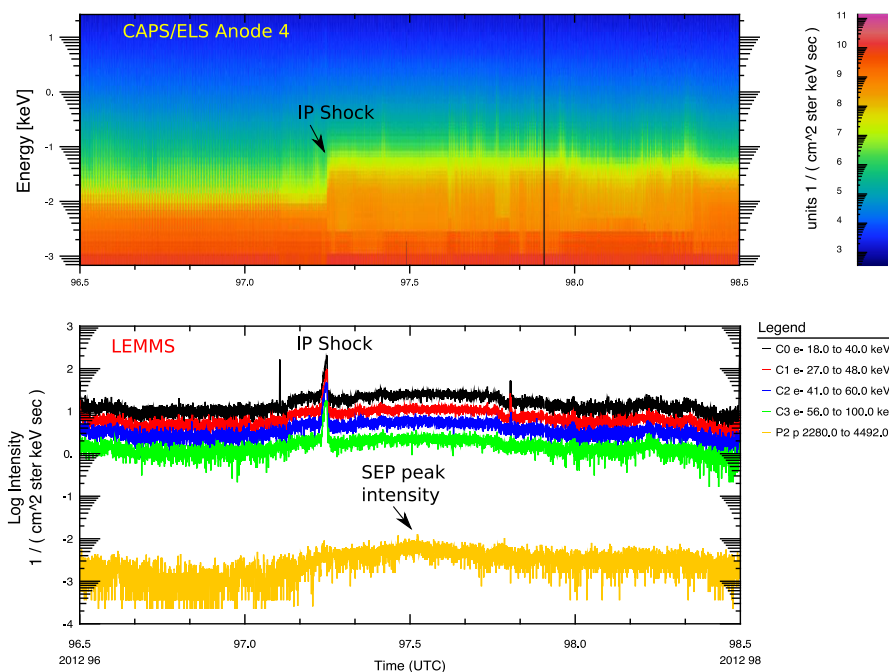 CAPS/ELS Anode 4
IP Shock
Energy [keV]
1
0.
-1
-2
-3
96.5
97.0
97.5
98.0
98.5
11
10
9
8
7
6
5
4
3
units 1 / ( cm^2 ster keV sec)
LEMMS
IP Shock
SEP peak
intensity
Log Intensity
1 / ( cm^2 ster keV sec)
3
2
1
0.
-1
-2
-3
-4
96.5
97.0
97.5
98.0
98.5
2012 96
Time (UTC)
2012 98
Legend
C0 e- 18.0 to 40.0 keV
C1 e- 27.0 to 48.0 keV
C2 e- 41.0 to 60.0 keV
C3 e- 56.0 to 100.0 ke
P2 p 2280.0 to 4492.0